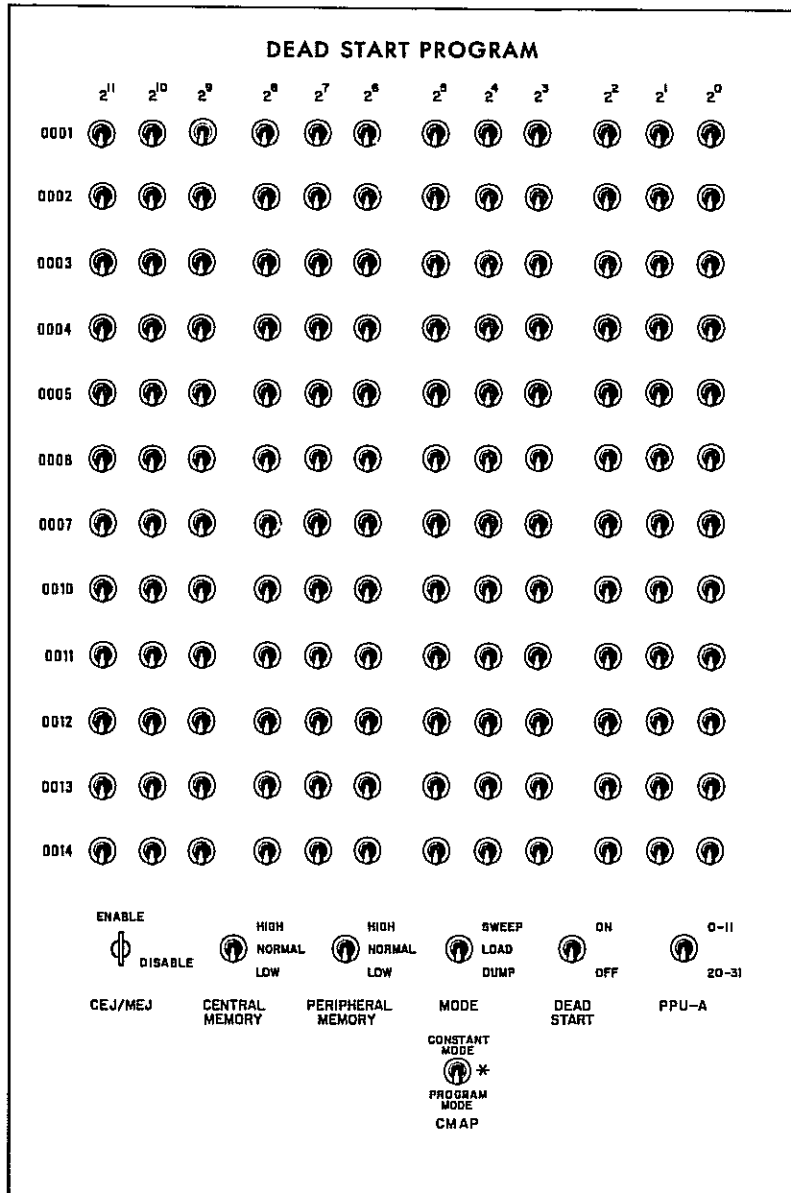 DEAD START PROGRAM
2¹¹ 2¹⁰ 2⁹ 2⁸ 2⁷ 2⁶ 2⁵ 2⁴ 2³ 2² 2¹ 2⁰
0001
0002
0003
0004
0005
0006
0007
0010
0011
0012
0013
0014
ENABLE
DISABLE
CEJ/MEJ
HIGH
NORMAL
LOW
CENTRAL
MEMORY
HIGH
NORMAL
LOW
PERIPHERAL
MEMORY
SWEEP
LOAD
DUMP
MODE
ON
OFF
DEAD
START
0-11
20-31
PPU-A
CONSTANT
MODE
*
PROGRAM
MODE
CMAP